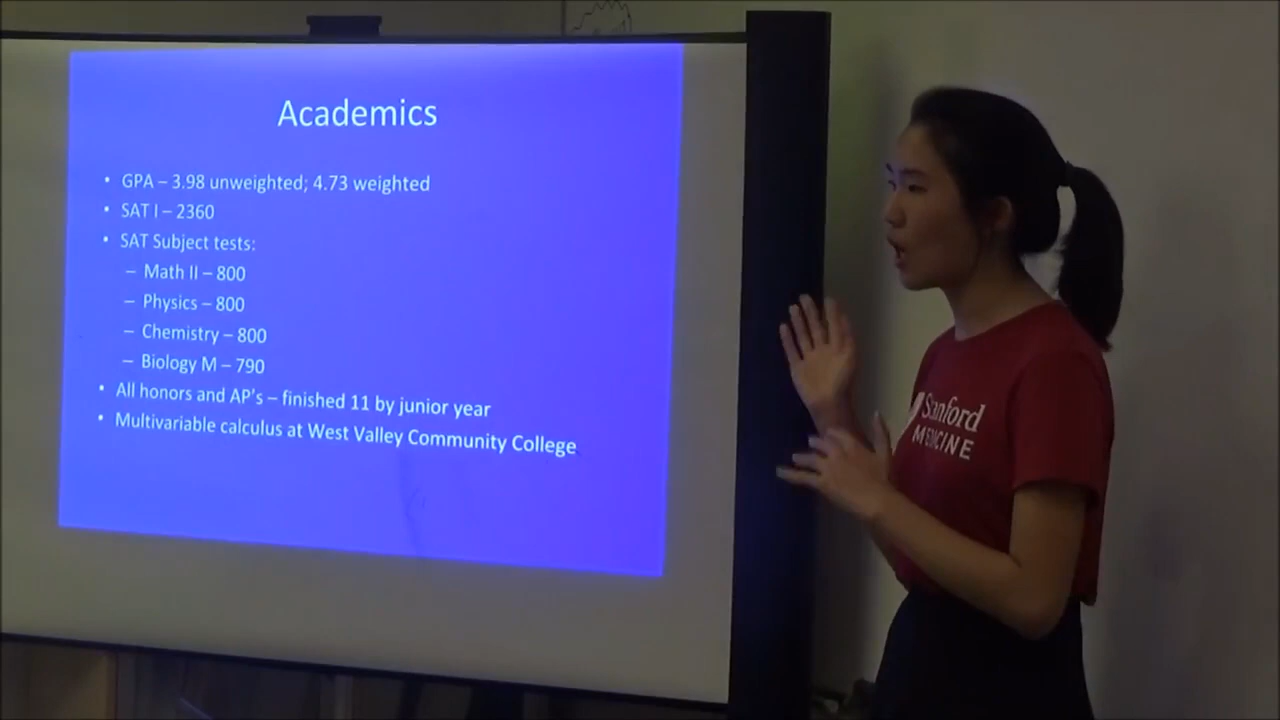 Academics
• GPA – 3.98 unweighted; 4.73 weighted
• SAT I – 2360
• SAT Subject tests:
– Math II – 800
– Physics – 800
– Chemistry – 800
– Biology M – 790
• All honors and AP's – finished 11 by junior year
• Multivariable calculus at West Valley Community College
Stanford
MEDICINE